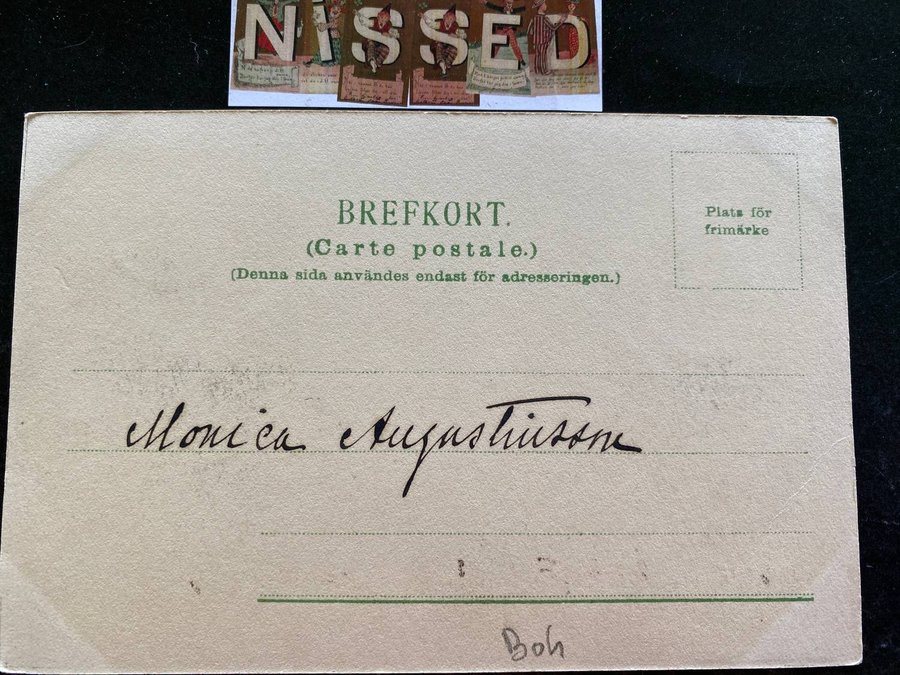 NISSED
BREFKORT.
(Carte postale.)
(Denna sida användes endast för adresseringen.)
Plats för
frimärke
Monica Augustinsson
Boh